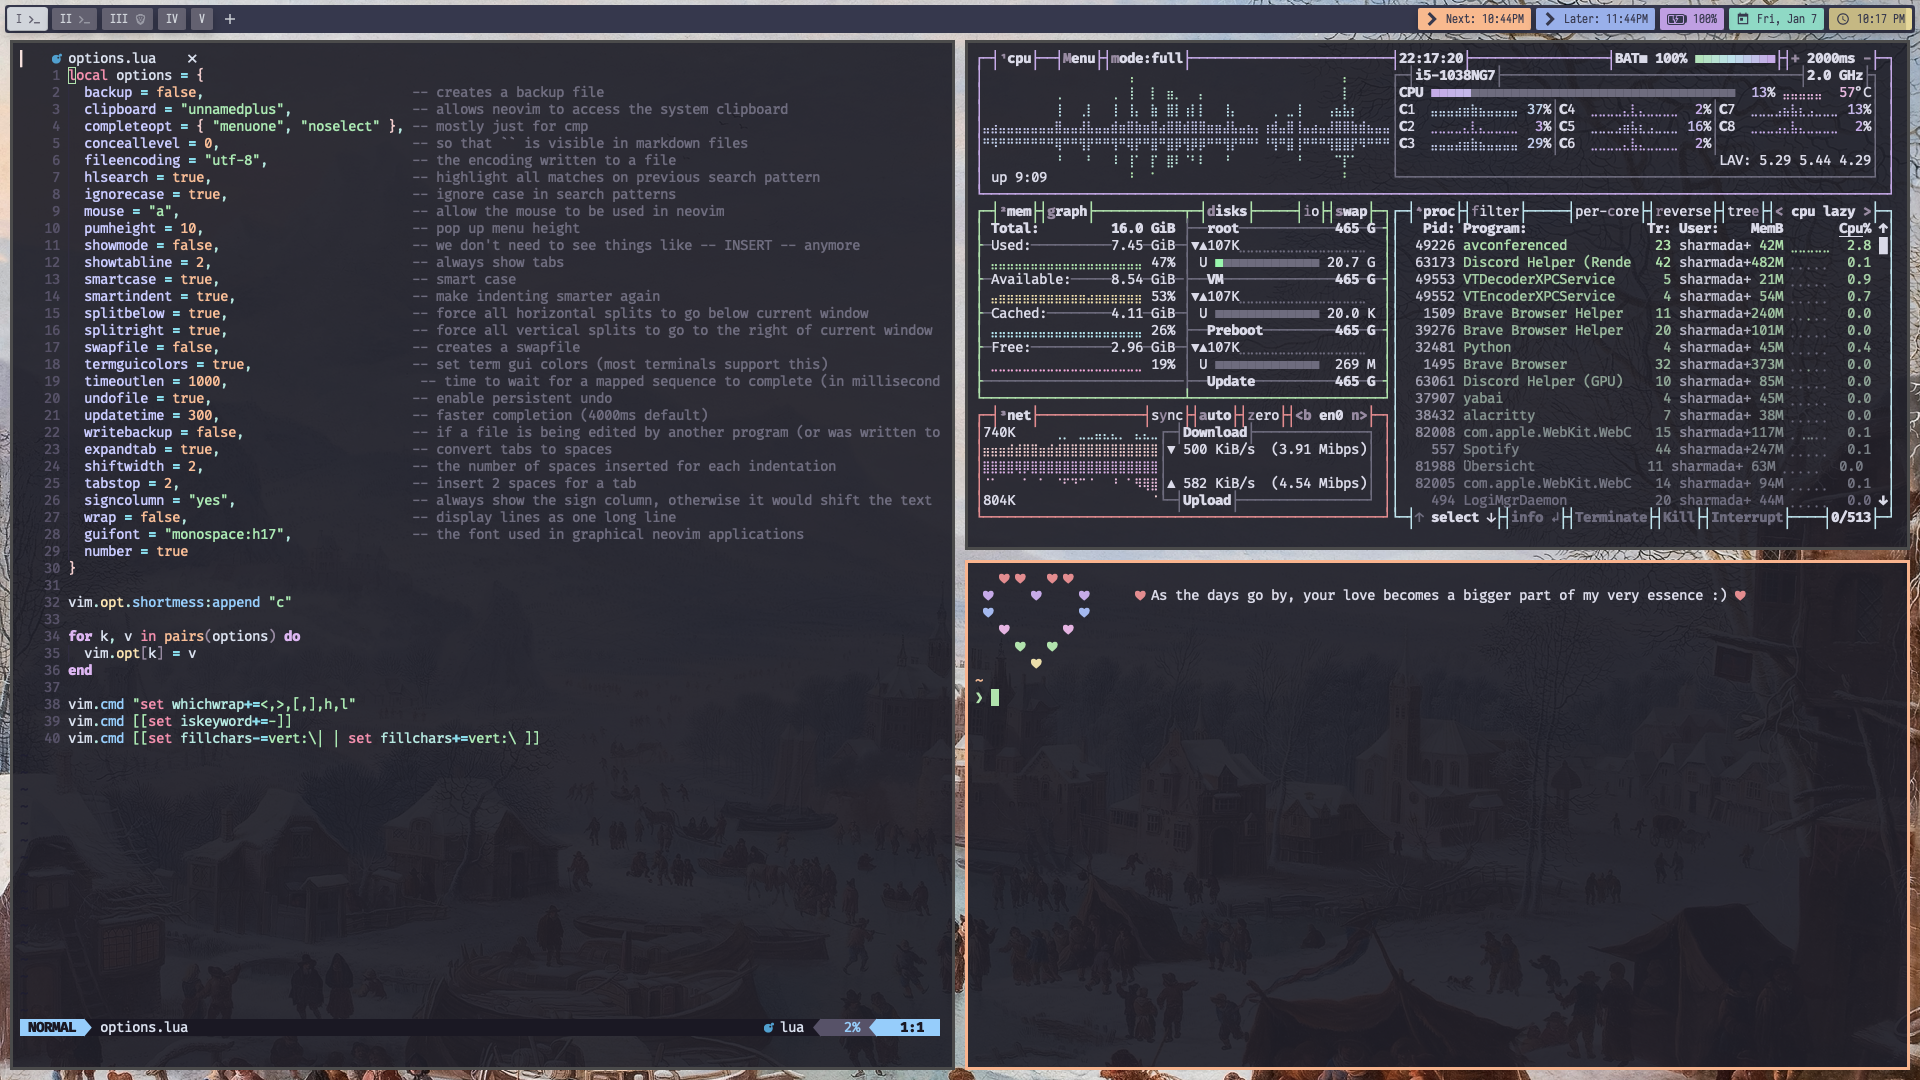 I II III IV V +
Next: 10:44PM Later: 11:44PM 100% Fri, Jan 7 10:17 PM
options.lua
1 local options = {
2 backup = false, -- creates a backup file
3 clipboard = "unnamedplus", -- allows neovim to access the system clipboard
4 completeopt = { "menuone", "noselect" }, -- mostly just for cmp
5 conceallevel = 0, -- so that `` is visible in markdown files
6 fileencoding = "utf-8", -- the encoding written to a file
7 hlsearch = true, -- highlight all matches on previous search pattern
8 ignorecase = true, -- ignore case in search patterns
9 mouse = "a", -- allow the mouse to be used in neovim
10 pumheight = 10, -- pop up menu height
11 showmode = false, -- we don't need to see things like -- INSERT -- anymore
12 showtabline = 2, -- always show tabs
13 smartcase = true, -- smart case
14 smartindent = true, -- make indenting smarter again
15 splitbelow = true, -- force all horizontal splits to go below current window
16 splitright = true, -- force all vertical splits to go to the right of current window
17 swapfile = false, -- creates a swapfile
18 termguicolors = true, -- set term gui colors (most terminals support this)
19 timeoutlen = 1000, -- time to wait for a mapped sequence to complete (in millisecond
20 undofile = true, -- enable persistent undo
21 updatetime = 300, -- faster completion (4000ms default)
22 writebackup = false, -- if a file is being edited by another program (or was written to
23 expandtab = true, -- convert tabs to spaces
24 shiftwidth = 2, -- the number of spaces inserted for each indentation
25 tabstop = 2, -- insert 2 spaces for a tab
26 signcolumn = "yes", -- always show the sign column, otherwise it would shift the text
27 wrap = false, -- display lines as one long line
28 guifont = "monospace:h17", -- the font used in graphical neovim applications
29 number = true
30 }
31
32 vim.opt.shortmess:append "c"
33
34 for k, v in pairs(options) do
35 vim.opt[k] = v
36 end
37
38 vim.cmd "set whichwrap+=<,>,[,],h,l"
39 vim.cmd [[set iskeyword+=-]]
40 vim.cmd [[set fillchars-=vert:\| | set fillchars+=vert:\ ]]
NORMAL options.lua lua 2% 1:1
¹cpu Menu mode:full 22:17:20 BAT■ 100% + 2000ms -
i5-1038NG7 2.0 GHz
CPU 13% 57°C
C1 37% C4 2% C7 13%
C2 3% C5 16% C8 2%
C3 29% C6 2%
LAV: 5.29 5.44 4.29
up 9:09
²mem graph disks io swap
Total: 16.0 GiB root 465 G
Used: 7.45 GiB ▼▲107K
47% U 20.7 G
Available: 8.54 GiB VM 465 G
53% ▼▲107K
Cached: 4.11 GiB U 20.0 K
26% Preboot 465 G
Free: 2.96 GiB ▼▲107K
19% U 269 M
Update 465 G
³net sync auto zero <b en0 n>
740K Download
▼ 500 KiB/s (3.91 Mibps)
▲ 582 KiB/s (4.54 Mibps)
804K Upload
⁴proc filter per-core reverse tree < cpu lazy >
Pid: Program: Tr: User: MemB Cpu% ↑
49226 avconferenced 23 sharmada+ 42M 2.8
63173 Discord Helper (Rende 42 sharmada+482M 0.1
49553 VTDecoderXPCService 5 sharmada+ 21M 0.9
49552 VTEncoderXPCService 4 sharmada+ 54M 0.7
1509 Brave Browser Helper 11 sharmada+240M 0.0
39276 Brave Browser Helper 20 sharmada+101M 0.0
32481 Python 4 sharmada+ 45M 0.4
1495 Brave Browser 32 sharmada+373M 0.0
63061 Discord Helper (GPU) 10 sharmada+ 85M 0.0
37907 yabai 4 sharmada+ 45M 0.0
38432 alacritty 7 sharmada+ 38M 0.0
82008 com.apple.WebKit.WebC 15 sharmada+117M 0.1
557 Spotify 44 sharmada+247M 0.1
81988 Übersicht 11 sharmada+ 63M 0.0
82005 com.apple.WebKit.WebC 14 sharmada+ 94M 0.1
494 LogiMgrDaemon 20 sharmada+ 44M 0.0 ↓
↑ select ↓ info ↲ Terminate Kill Interrupt 0/513
♥ As the days go by, your love becomes a bigger part of my very essence :) ♥
~
❯